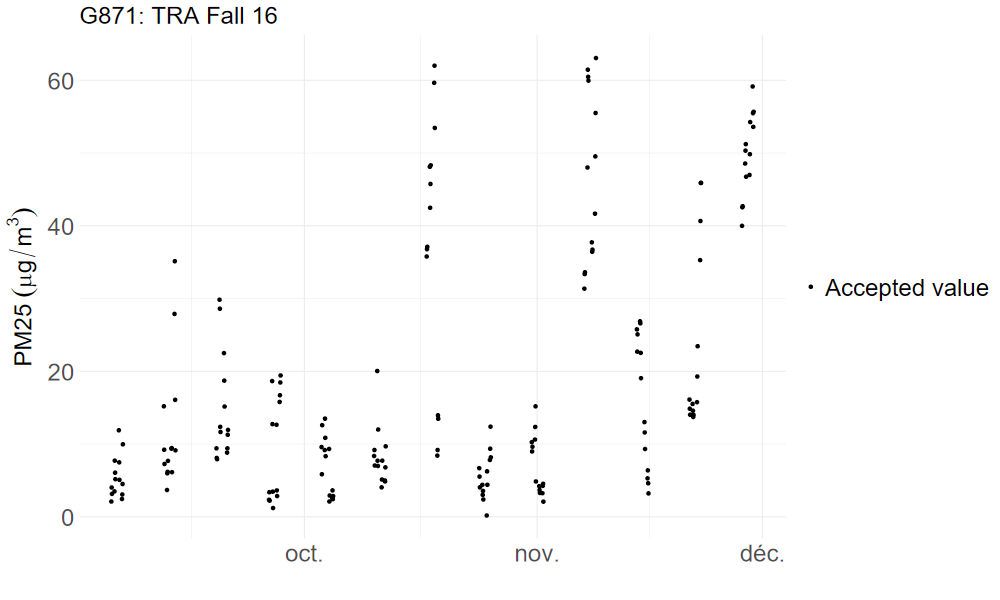 G871: TRA Fall 16
PM25 (μg/m³)
60
40
20
0
oct. nov. déc.
Accepted value